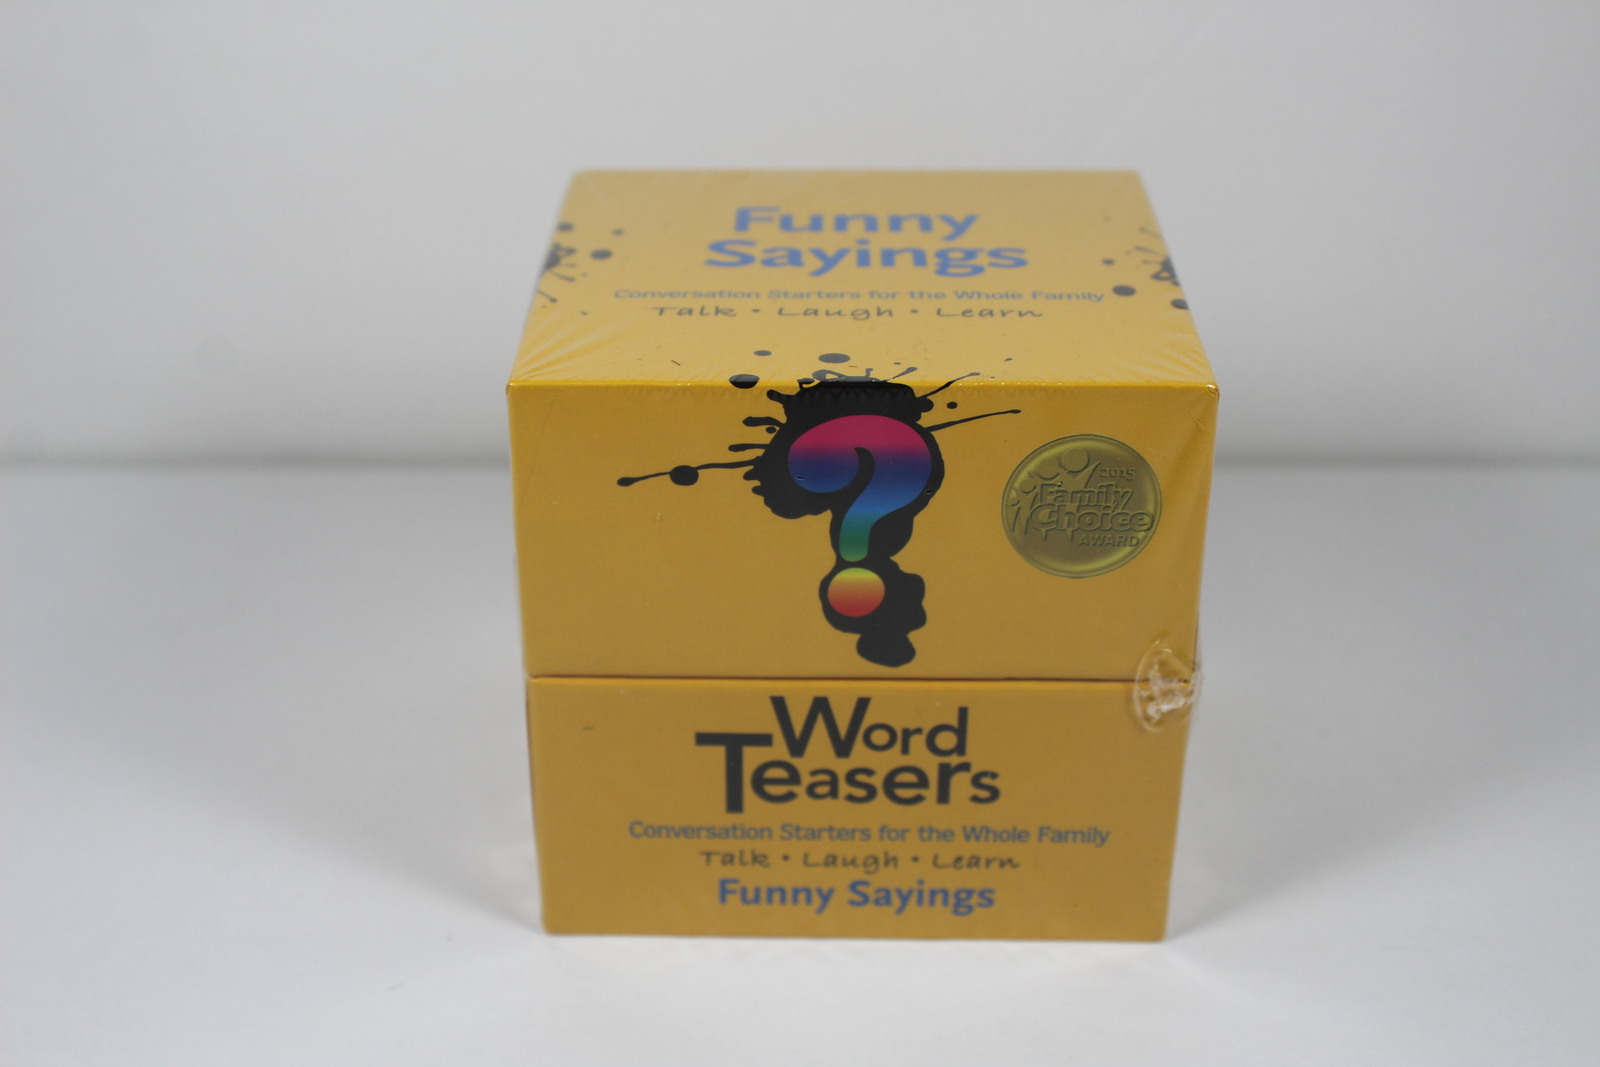 Funny
Sayings
Conversation Starters for the Whole Family
Talk • Laugh • Learn
2015
Family
Choice
AWARD
Word
Teasers
Conversation Starters for the Whole Family
Talk • Laugh • Learn
Funny Sayings